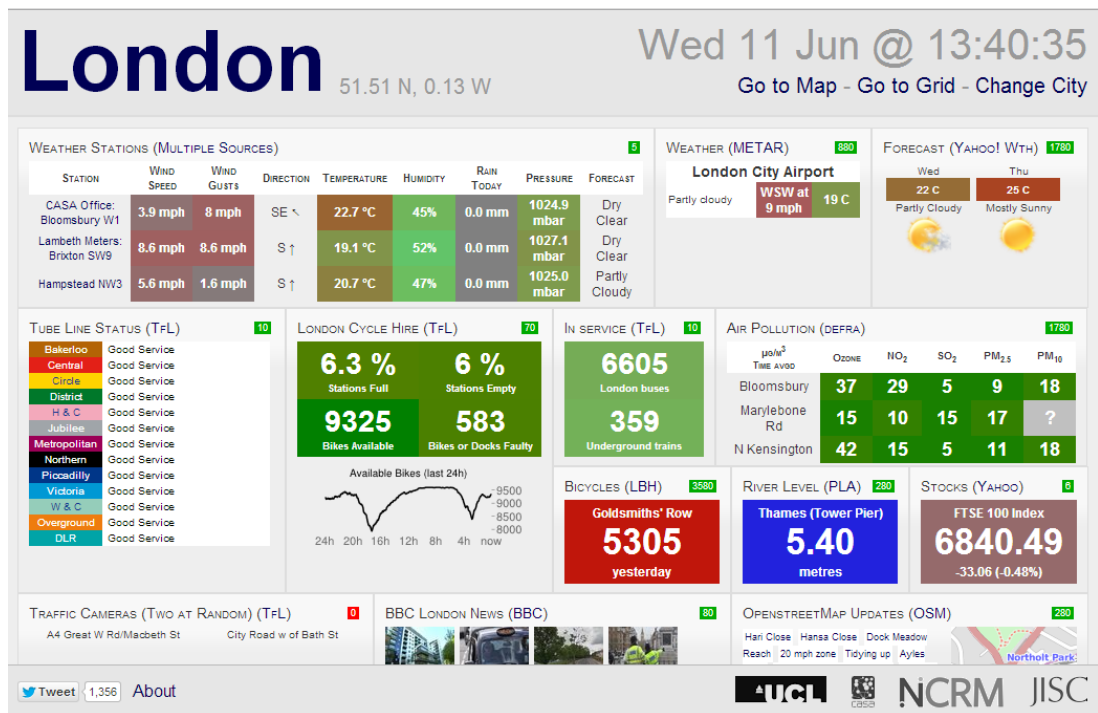 London
51.51 N, 0.13 W
Wed 11 Jun @ 13:40:35
Go to Map - Go to Grid - Change City
Weather Stations (Multiple Sources) 5
Station Wind Speed Wind Gusts Direction Temperature Humidity Rain Today Pressure Forecast
CASA Office: Bloomsbury W1 3.9 mph 8 mph SE ↖ 22.7 °C 45% 0.0 mm 1024.9 mbar Dry Clear
Lambeth Meters: Brixton SW9 8.6 mph 8.6 mph S ↑ 19.1 °C 52% 0.0 mm 1027.1 mbar Dry Clear
Hampstead NW3 5.6 mph 1.6 mph S ↑ 20.7 °C 47% 0.0 mm 1025.0 mbar Partly Cloudy
Weather (METAR) 880
London City Airport
Partly cloudy WSW at 9 mph 19 C
Forecast (Yahoo! Wth) 1780
Wed Thu
22 C 25 C
Partly Cloudy Mostly Sunny
Tube Line Status (TfL) 10
Bakerloo Good Service
Central Good Service
Circle Good Service
District Good Service
H & C Good Service
Jubilee Good Service
Metropolitan Good Service
Northern Good Service
Piccadilly Good Service
Victoria Good Service
W & C Good Service
Overground Good Service
DLR Good Service
London Cycle Hire (TfL) 70
6.3 % 6 %
Stations Full Stations Empty
9325 583
Bikes Available Bikes or Docks Faulty
Available Bikes (last 24h)
9500
9000
8500
8000
24h 20h 16h 12h 8h 4h now
In service (TfL) 10
6605
London buses
359
Underground trains
Air Pollution (defra) 1780
µg/m³ Time avgd Ozone NO₂ SO₂ PM₂.₅ PM₁₀
Bloomsbury 37 29 5 9 18
Marylebone Rd 15 10 15 17 ?
N Kensington 42 15 5 11 18
Bicycles (LBH) 3580
Goldsmiths' Row
5305
yesterday
River Level (PLA) 280
Thames (Tower Pier)
5.40
metres
Stocks (Yahoo) 6
FTSE 100 Index
6840.49
-33.06 (-0.48%)
Traffic Cameras (Two at Random) (TfL) 0
A4 Great W Rd/Macbeth St City Road w of Bath St
BBC London News (BBC) 80
OpenstreetMap Updates (OSM) 280
Hari Close Hansa Close Dook Meadow
Reach 20 mph zone Tidying up Ayles
Northolt Park
Tweet 1,356 About
UCL casa NCRM JISC